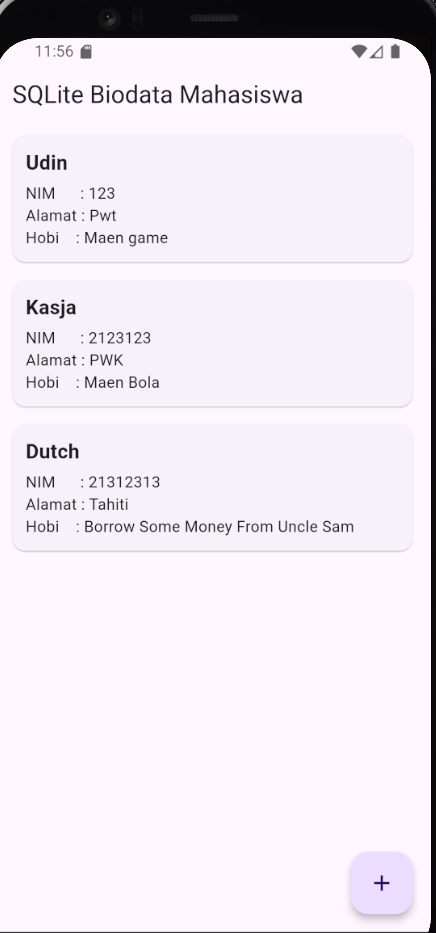 11:56
SQLite Biodata Mahasiswa
Udin
NIM : 123
Alamat : Pwt
Hobi : Maen game
Kasja
NIM : 2123123
Alamat : PWK
Hobi : Maen Bola
Dutch
NIM : 21312313
Alamat : Tahiti
Hobi : Borrow Some Money From Uncle Sam
+